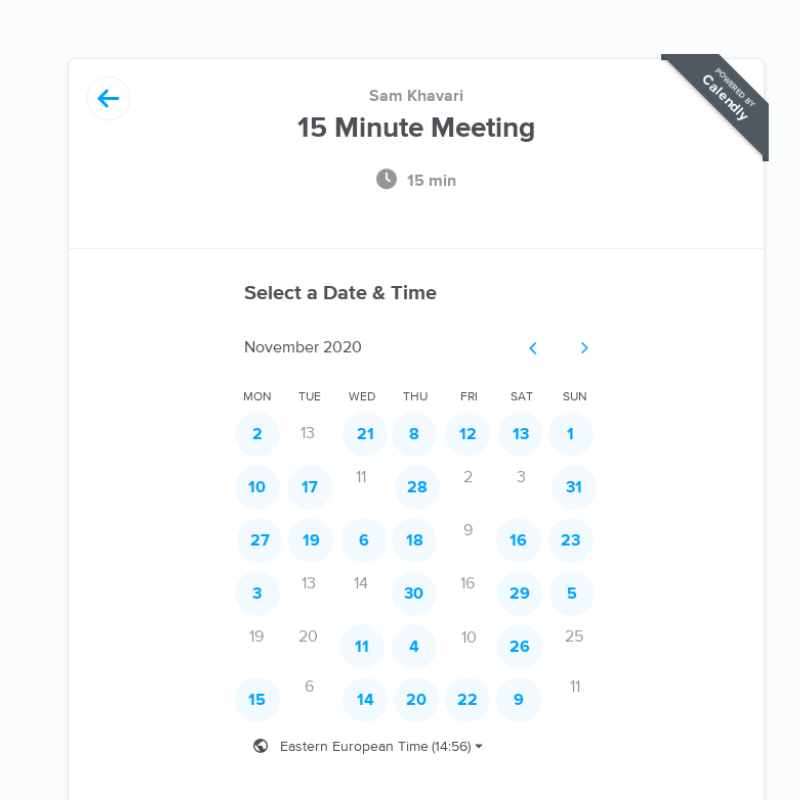 POWERED BY
Calendly
Sam Khavari
15 Minute Meeting
15 min
Select a Date & Time
November 2020
MON TUE WED THU FRI SAT SUN
2 13 21 8 12 13 1
10 17 11 28 2 3 31
27 19 6 18 9 16 23
3 13 14 30 16 29 5
19 20 11 4 10 26 25
15 6 14 20 22 9 11
Eastern European Time (14:56)